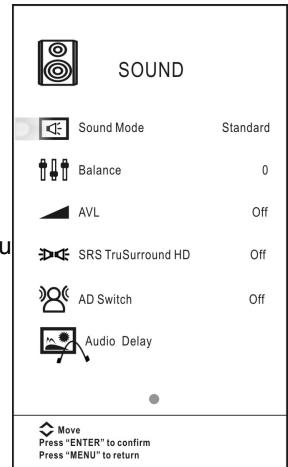 SOUND
Sound Mode Standard
Balance 0
AVL Off
u
SRS TruSurround HD Off
AD Switch Off
Audio Delay
Move
Press “ENTER” to confirm
Press “MENU” to return